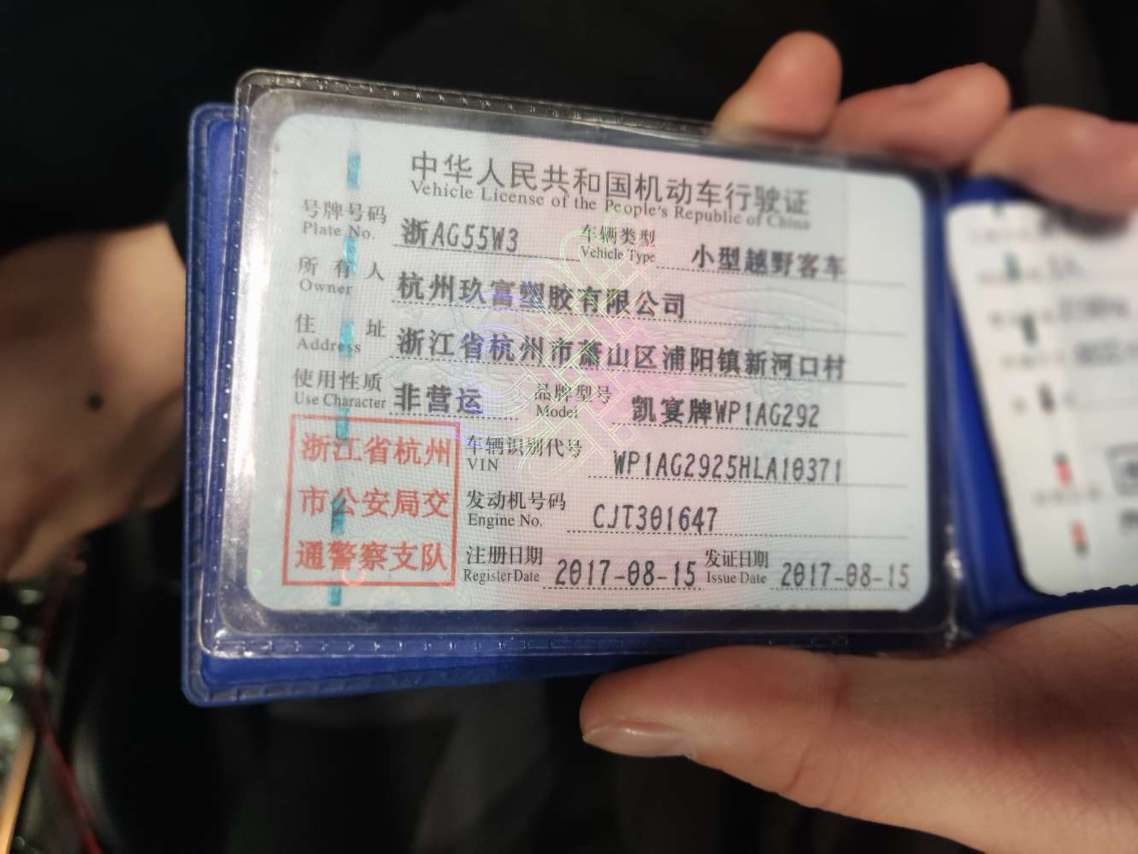 中华人民共和国机动车行驶证
Vehicle License of the People's Republic of China
号牌号码 浙AG55W3 车辆类型 小型越野客车
Plate No. Vehicle Type
所有人 杭州玖富塑胶有限公司
Owner
住址 浙江省杭州市萧山区浦阳镇新河口村
Address
使用性质 非营运 品牌型号 凯宴牌WP1AG292
Use Character Model
浙江省杭州
市公安局交
通警察支队
车辆识别代号 WP1AG2925HLA10371
VIN
发动机号码 CJT301647
Engine No.
注册日期 2017-08-15 发证日期 2017-08-15
Register Date Issue Date